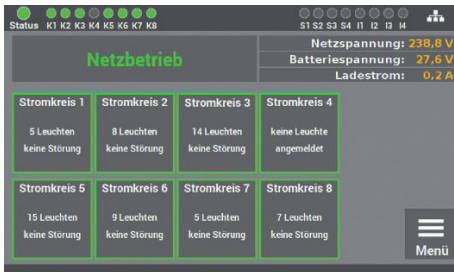 Status K1 K2 K3 K4 K5 K6 K7 K8
S1 S2 S3 S4 I1 I2 I3 I4
Netzbetrieb
Netzspannung: 238,8 V
Batteriespannung: 27,6 V
Ladestrom: 0,2 A
Stromkreis 1 Stromkreis 2 Stromkreis 3 Stromkreis 4
5 Leuchten 8 Leuchten 14 Leuchten keine Leuchte
keine Störung keine Störung keine Störung angemeldet
Stromkreis 5 Stromkreis 6 Stromkreis 7 Stromkreis 8
15 Leuchten 9 Leuchten 5 Leuchten 7 Leuchten
keine Störung keine Störung keine Störung keine Störung
Menü